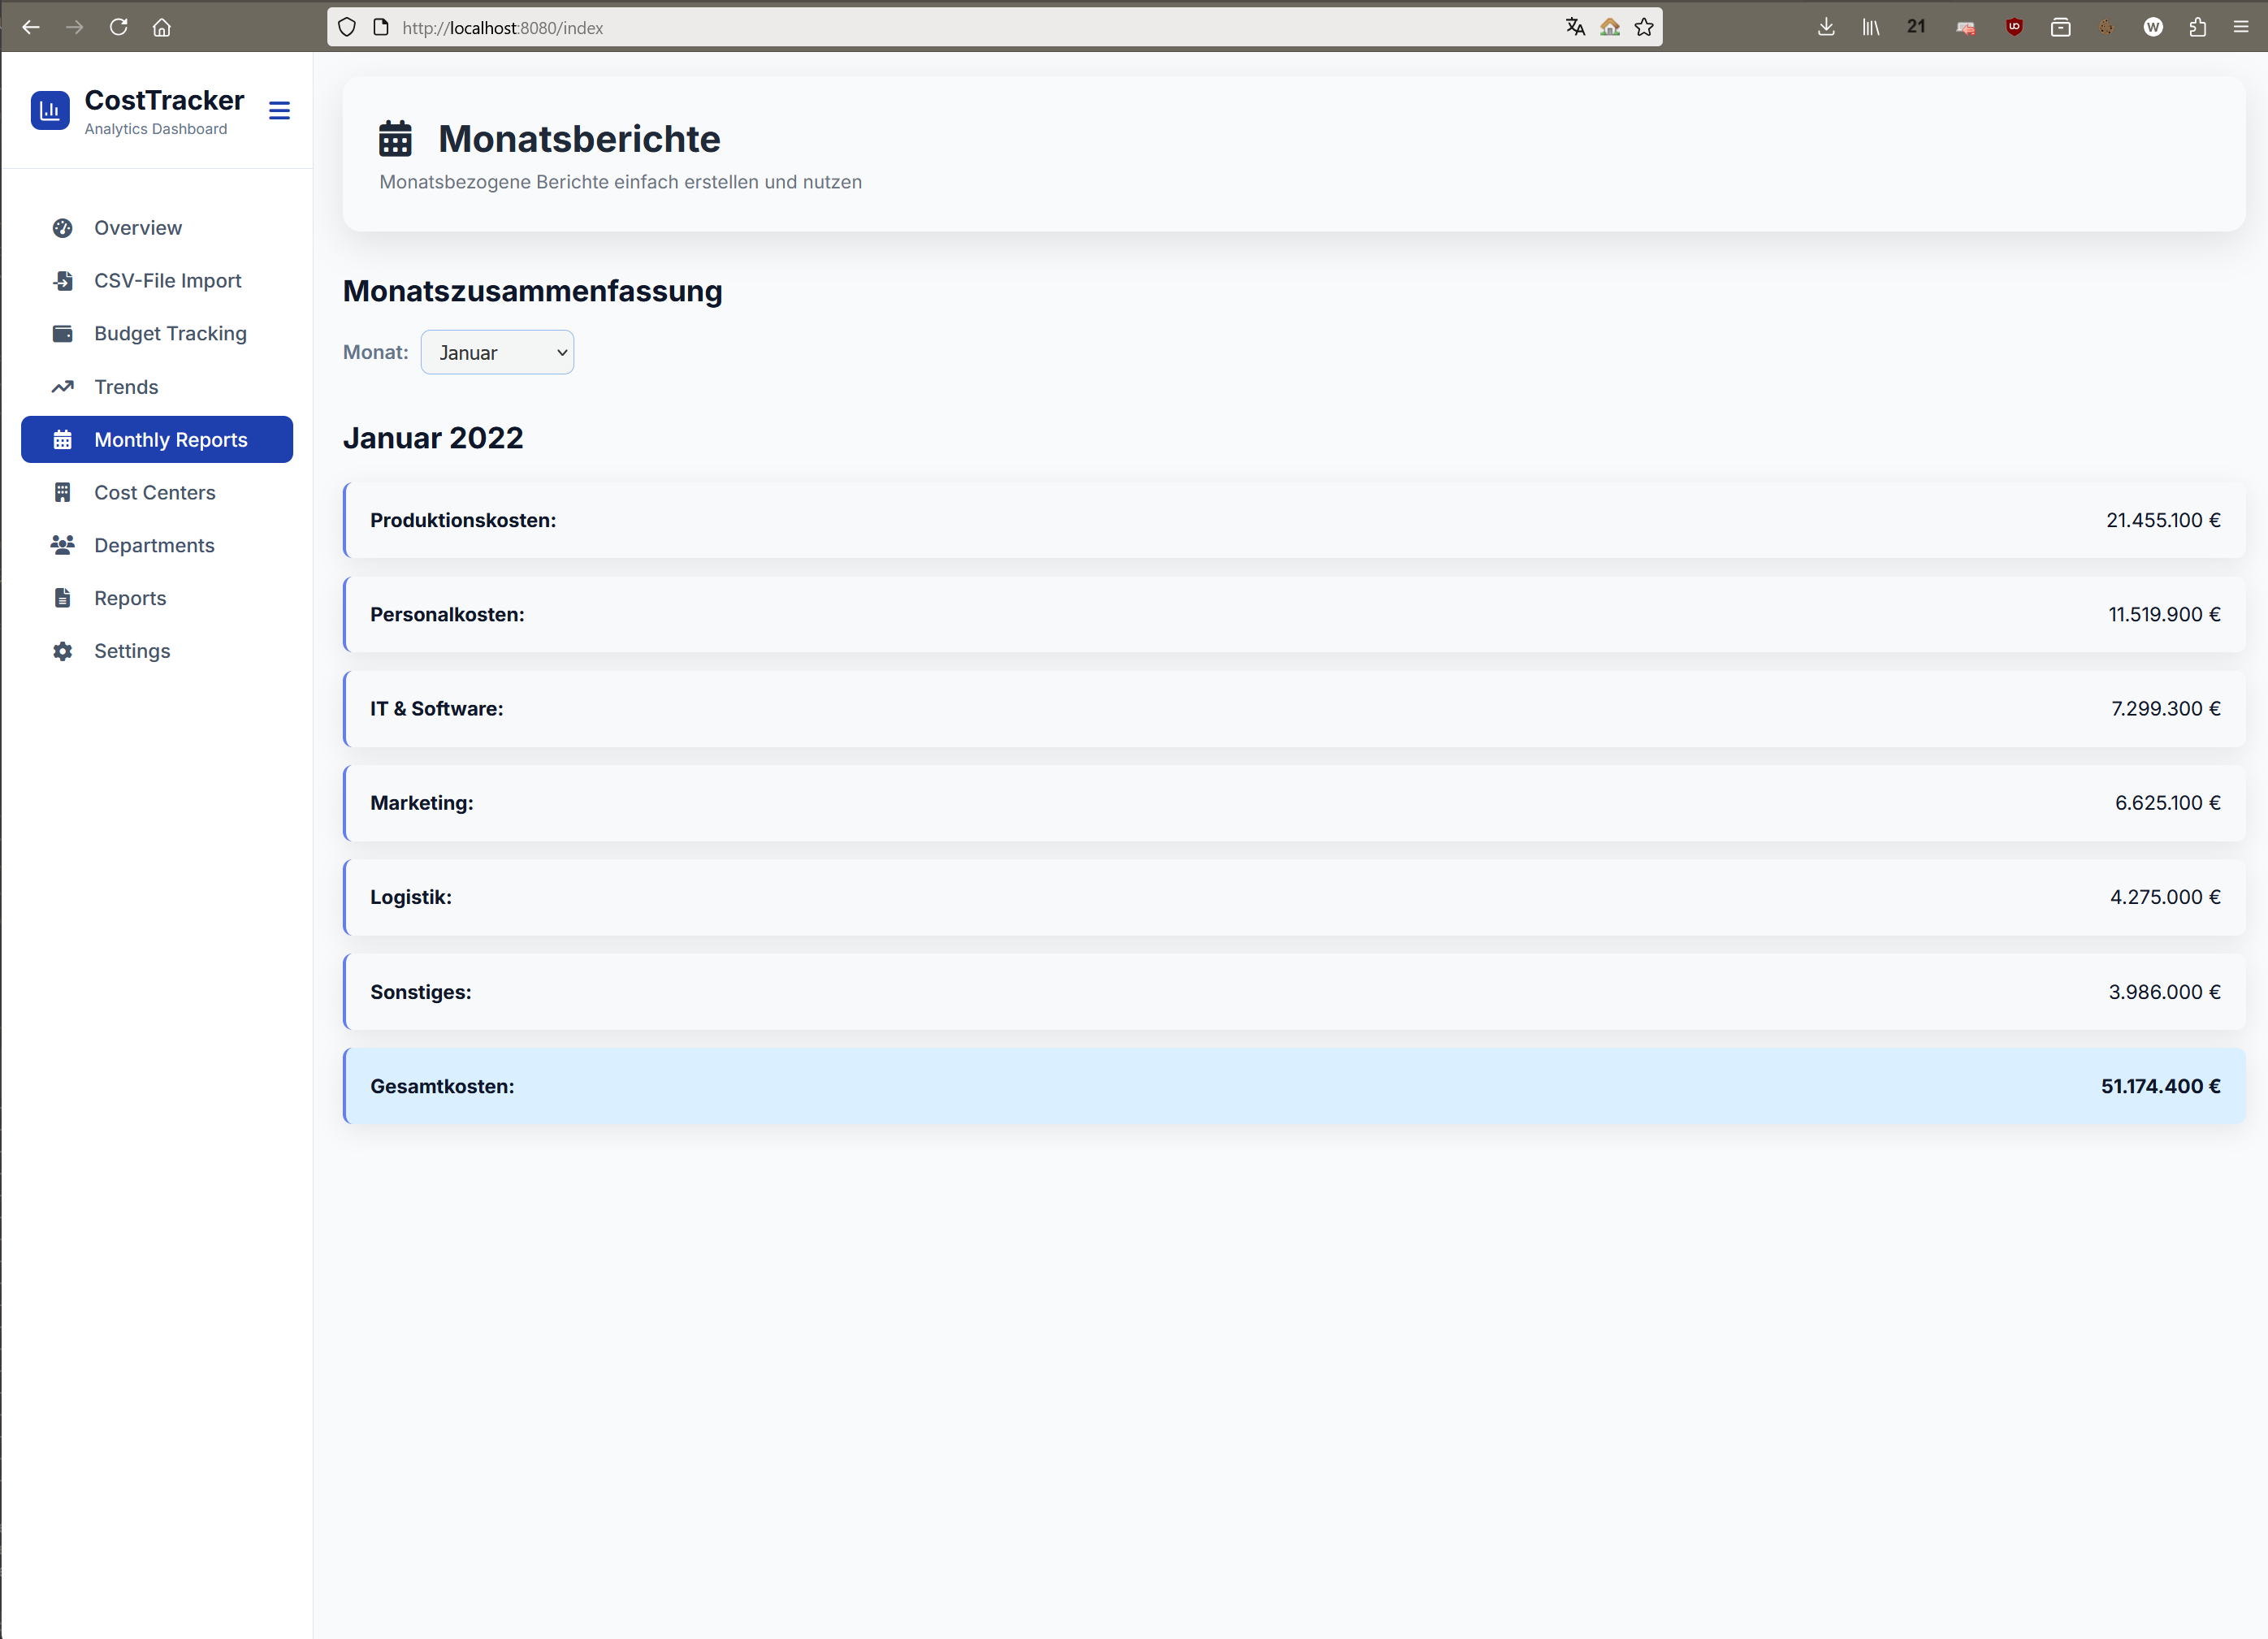 http://localhost:8080/index
21
CostTracker
Analytics Dashboard
Overview
CSV-File Import
Budget Tracking
Trends
Monthly Reports
Cost Centers
Departments
Reports
Settings
Monatsberichte
Monatsbezogene Berichte einfach erstellen und nutzen
Monatszusammenfassung
Monat: Januar
Januar 2022
Produktionskosten: 21.455.100 €
Personalkosten: 11.519.900 €
IT & Software: 7.299.300 €
Marketing: 6.625.100 €
Logistik: 4.275.000 €
Sonstiges: 3.986.000 €
Gesamtkosten: 51.174.400 €